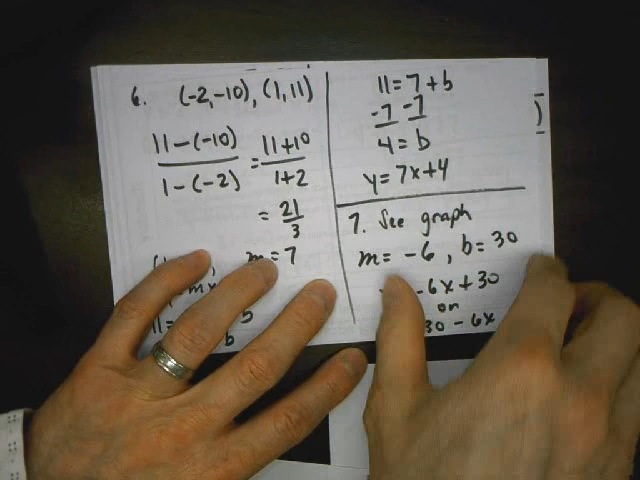 6. (-2,-10), (1,11)
11-(-10) / 1-(-2) = 11+10 / 1+2
= 21/3
m=7
11=
b
11=7+b
-7 -7
4=b
y=7x+4
7. See graph
m=-6, b=30
-6x+30
or
30-6x
)